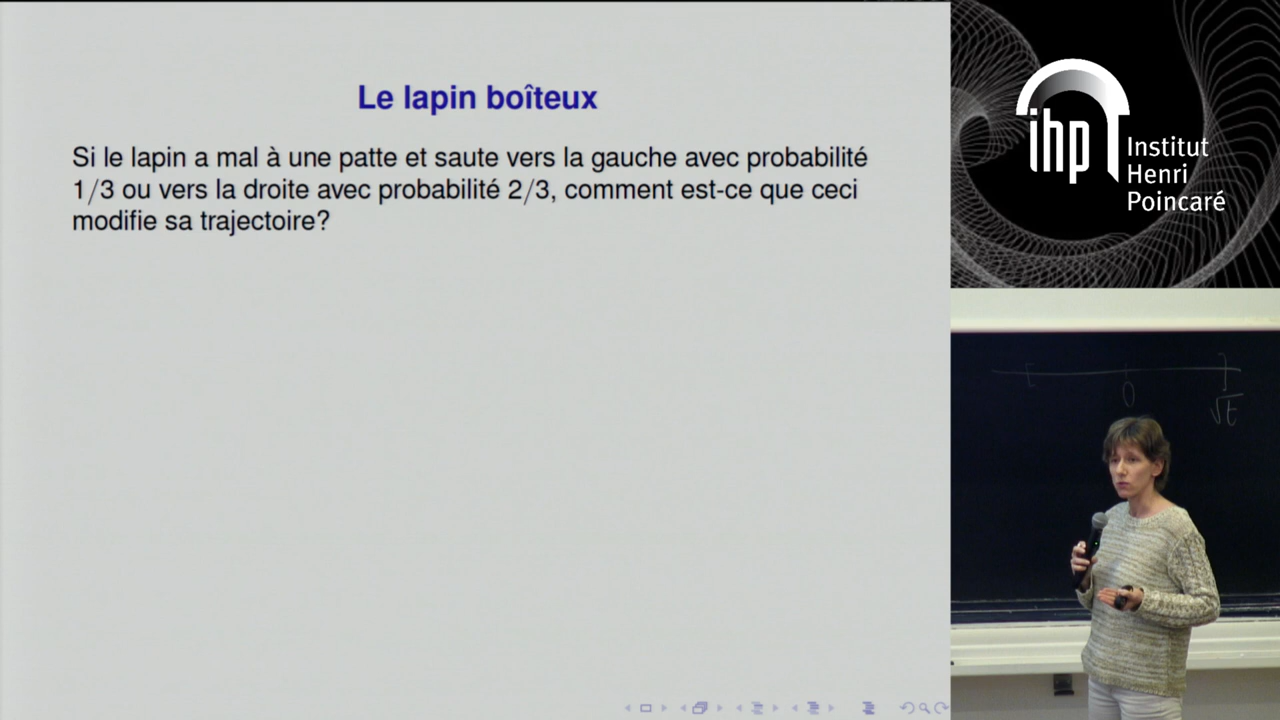 Le lapin boîteux
Si le lapin a mal à une patte et saute vers la gauche avec probabilité
1/3 ou vers la droite avec probabilité 2/3, comment est-ce que ceci
modifie sa trajectoire?
ihp
Institut
Henri
Poincaré
0
√t